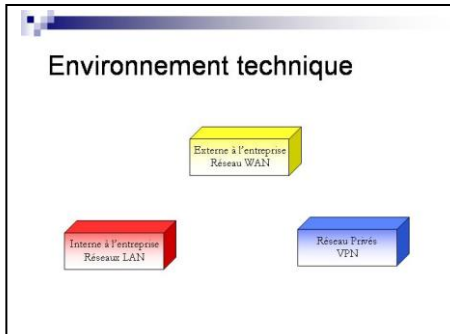 Environnement technique
Externe à l'entreprise
Réseau WAN
Interne à l'entreprise
Réseaux LAN
Réseau Privés
VPN